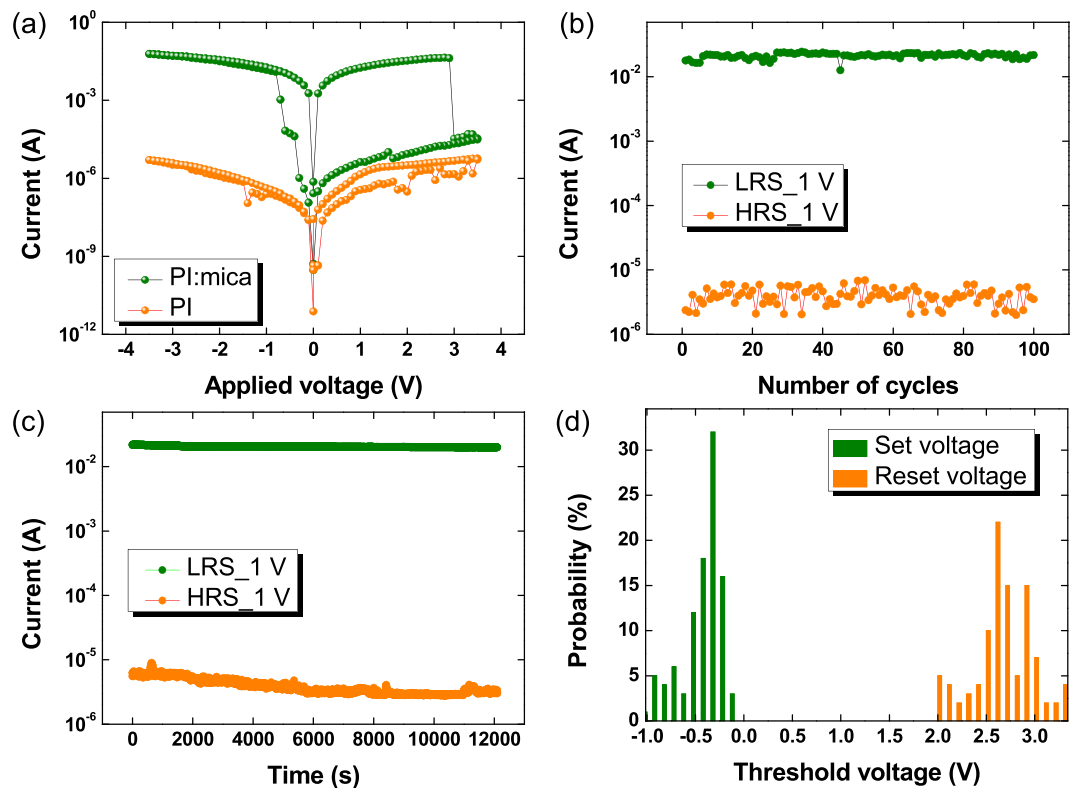 (a)
10^0
10^-3
10^-6
10^-9
10^-12
Current (A)
PI:mica
PI
-4 -3 -2 -1 0 1 2 3 4
Applied voltage (V)
(b)
10^-2
10^-3
10^-4
10^-5
10^-6
Current (A)
LRS_1 V
HRS_1 V
0 20 40 60 80 100
Number of cycles
(c)
10^-2
10^-3
10^-4
10^-5
10^-6
Current (A)
LRS_1 V
HRS_1 V
0 2000 4000 6000 8000 10000 12000
Time (s)
(d)
30
25
20
15
10
5
0
Probability (%)
Set voltage
Reset voltage
-1.0 -0.5 0.0 0.5 1.0 1.5 2.0 2.5 3.0
Threshold voltage (V)